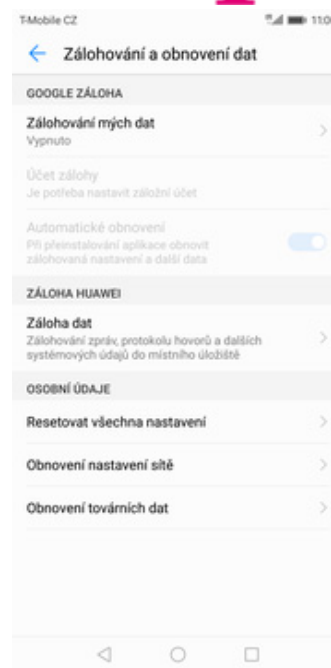 T-Mobile CZ 11:0
Zálohování a obnovení dat
GOOGLE ZÁLOHA
Zálohování mých dat
Vypnuto
Účet zálohy
Je potřeba nastavit záložní účet
Automatické obnovení
Při přeinstalování aplikace obnovit
zálohovaná nastavení a další data
ZÁLOHA HUAWEI
Záloha dat
Zálohování zpráv, protokolu hovorů a dalších
systémových údajů do místního úložiště
OSOBNÍ ÚDAJE
Resetovat všechna nastavení
Obnovení nastavení sítě
Obnovení továrních dat